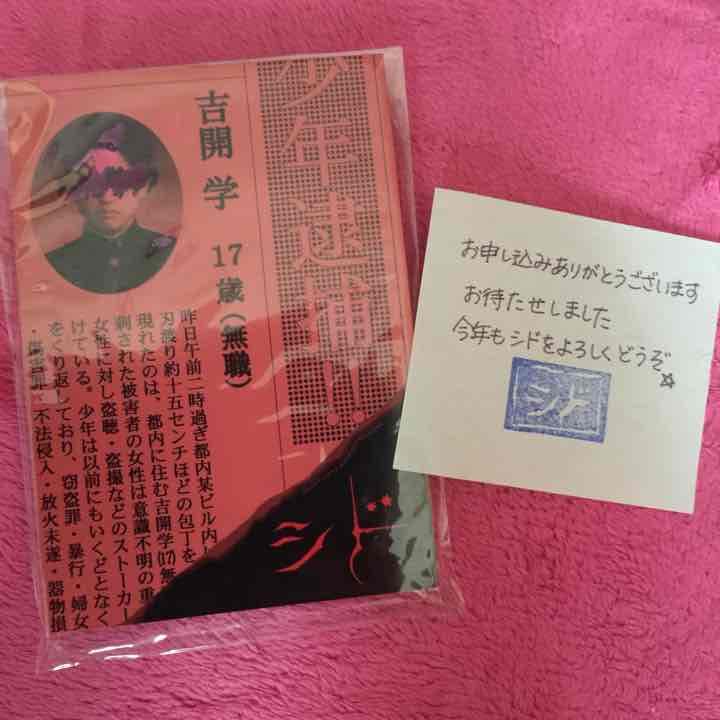 少年逮捕!!
吉開学 17歳(無職)
昨日午前二時過ぎ都内某ビル内
刃渡り約十五センチほどの包丁を
現れたのは、都内に住む吉開学(17)無
刺された被害者の女性は意識不明の重
女性に対し盗聴・盗撮などのストーカー
けている。少年は以前にもいくどとなく
をくり返しており、窃盗罪・暴行・婦女
・傷害罪・不法侵入・放火未遂・器物損
シド
お申し込みありがとうございます
お待たせしました
今年もシドをよろしくどうぞ☆
シド